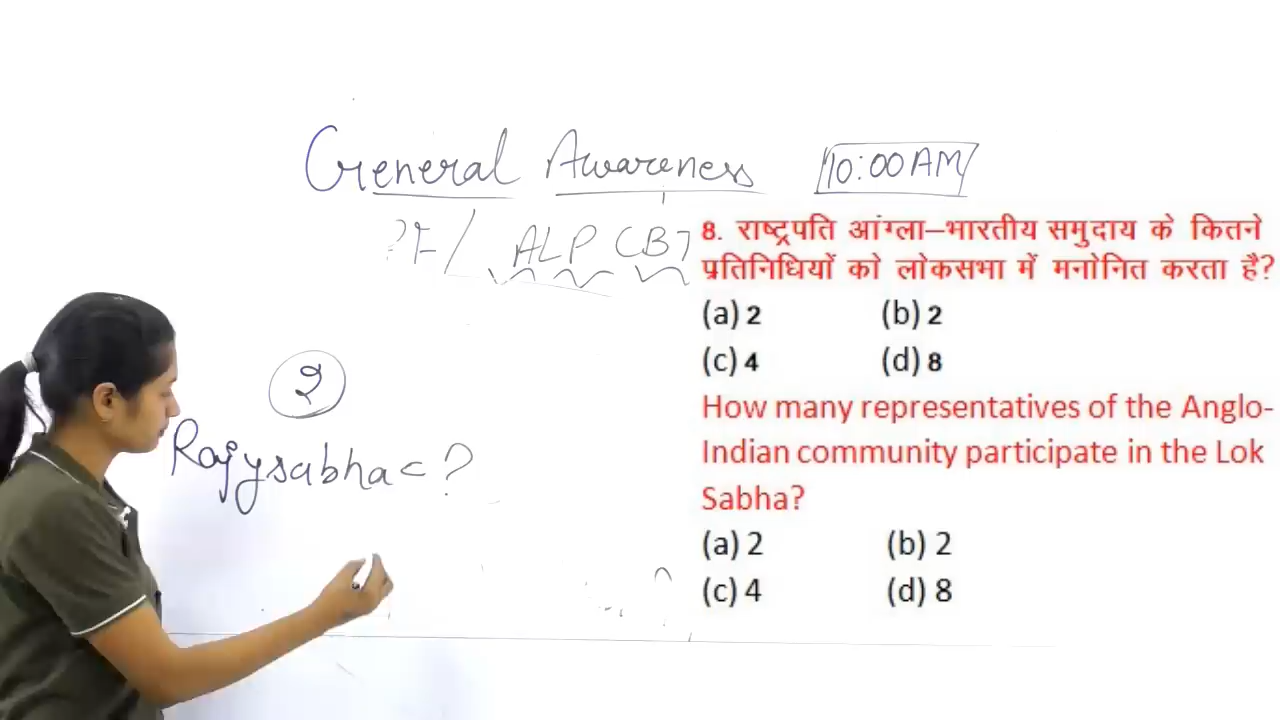 General Awareness 10:00AM
ALP CBT
8. राष्ट्रपति आंग्ला–भारतीय समुदाय के कितने
प्रतिनिधियों को लोकसभा में मनोनित करता है?
(a) 2 (b) 2
(c) 4 (d) 8
How many representatives of the Anglo-
Indian community participate in the Lok
Sabha?
(a) 2 (b) 2
(c) 4 (d) 8
2
Rajysabha < ?